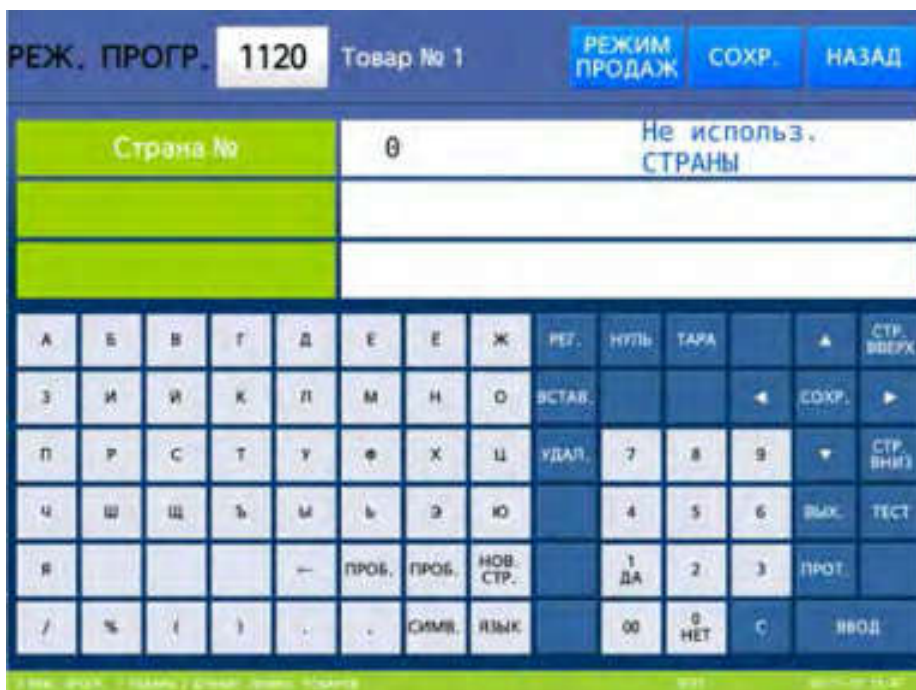 РЕЖ. ПРОГР. 1120 Товар № 1 РЕЖИМ ПРОДАЖ СОХР. НАЗАД
Страна № 0 Не использ.
СТРАНЫ
А Б В Г Д Е Ё Ж РЕГ. НУЛЬ ТАРА ▲ СТР. ВВЕРХ
З И Й К Л М Н О ВСТАВ. ◄ СОХР. ►
П Р С Т У Ф Х Ц УДАЛ. 7 8 9 ▼ СТР. ВНИЗ
Ч Ш Щ Ъ Ы Ь Э Ю 4 5 6 ВЫХ. ТЕСТ
Я ← ПРОБ. ПРОБ. НОВ. СТР. 1 ДА 2 3 ПРОТ.
/ % ( ) СИМВ. ЯЗЫК 00 0 НЕТ С ВВОД